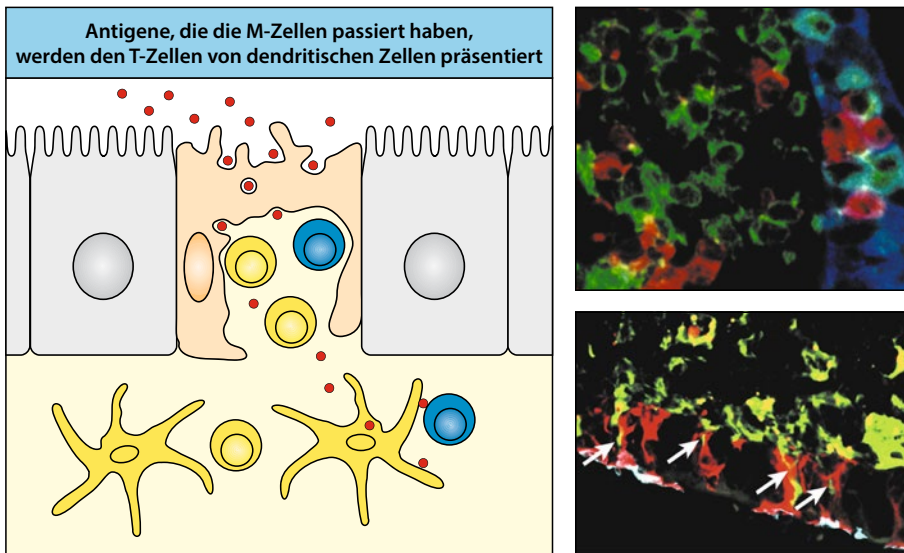 Antigene, die die M-Zellen passiert haben,
werden den T-Zellen von dendritischen Zellen präsentiert